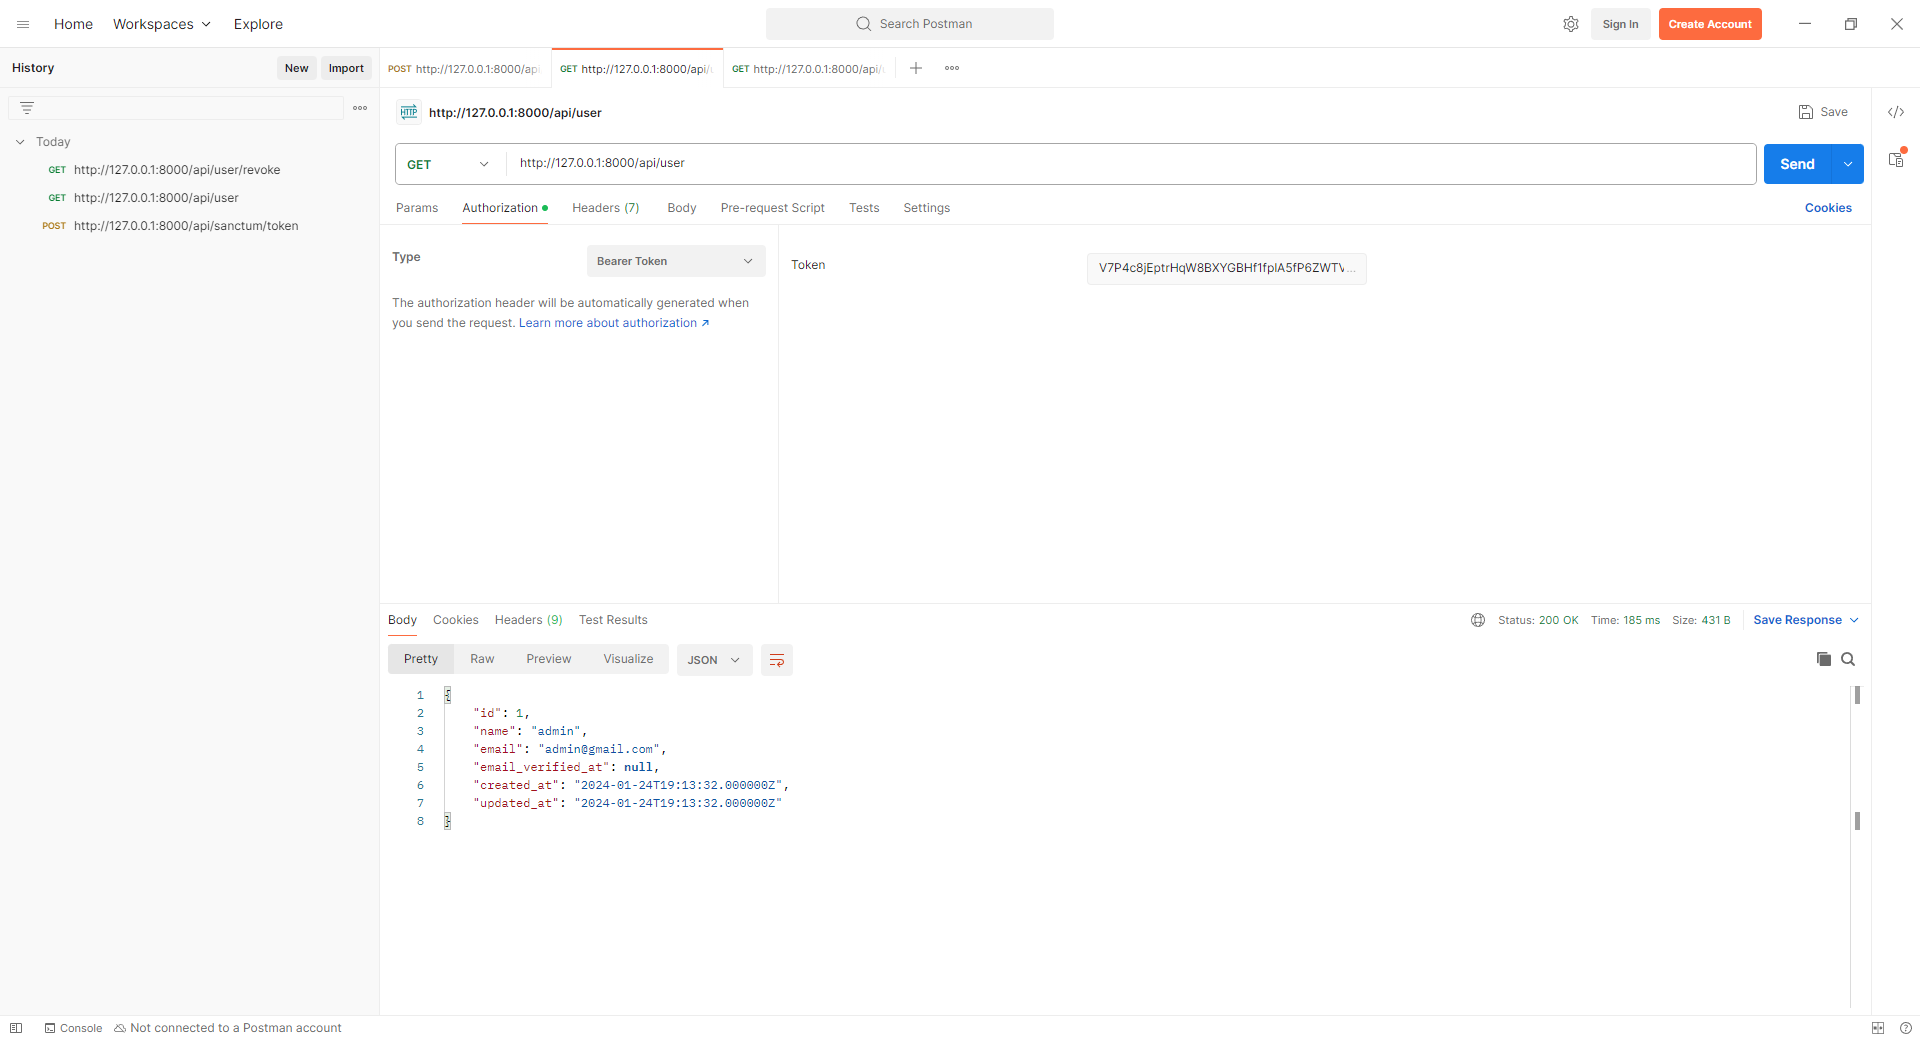 Home Workspaces Explore
Search Postman
Sign In Create Account
History New Import
POST http://127.0.0.1:8000/api GET http://127.0.0.1:8000/api/u GET http://127.0.0.1:8000/api/u
HTTP http://127.0.0.1:8000/api/user Save
Today
GET http://127.0.0.1:8000/api/user/revoke
GET http://127.0.0.1:8000/api/user
POST http://127.0.0.1:8000/api/sanctum/token
GET http://127.0.0.1:8000/api/user Send
Params Authorization Headers (7) Body Pre-request Script Tests Settings Cookies
Type Bearer Token
The authorization header will be automatically generated when
you send the request. Learn more about authorization ↗
Token V7P4c8jEptrHqW8BXYGBHf1fplA5fP6ZWTV...
Body Cookies Headers (9) Test Results Status: 200 OK Time: 185 ms Size: 431 B Save Response
Pretty Raw Preview Visualize JSON
1 {
2 "id": 1,
3 "name": "admin",
4 "email": "admin@gmail.com",
5 "email_verified_at": null,
6 "created_at": "2024-01-24T19:13:32.000000Z",
7 "updated_at": "2024-01-24T19:13:32.000000Z"
8 }
Console Not connected to a Postman account